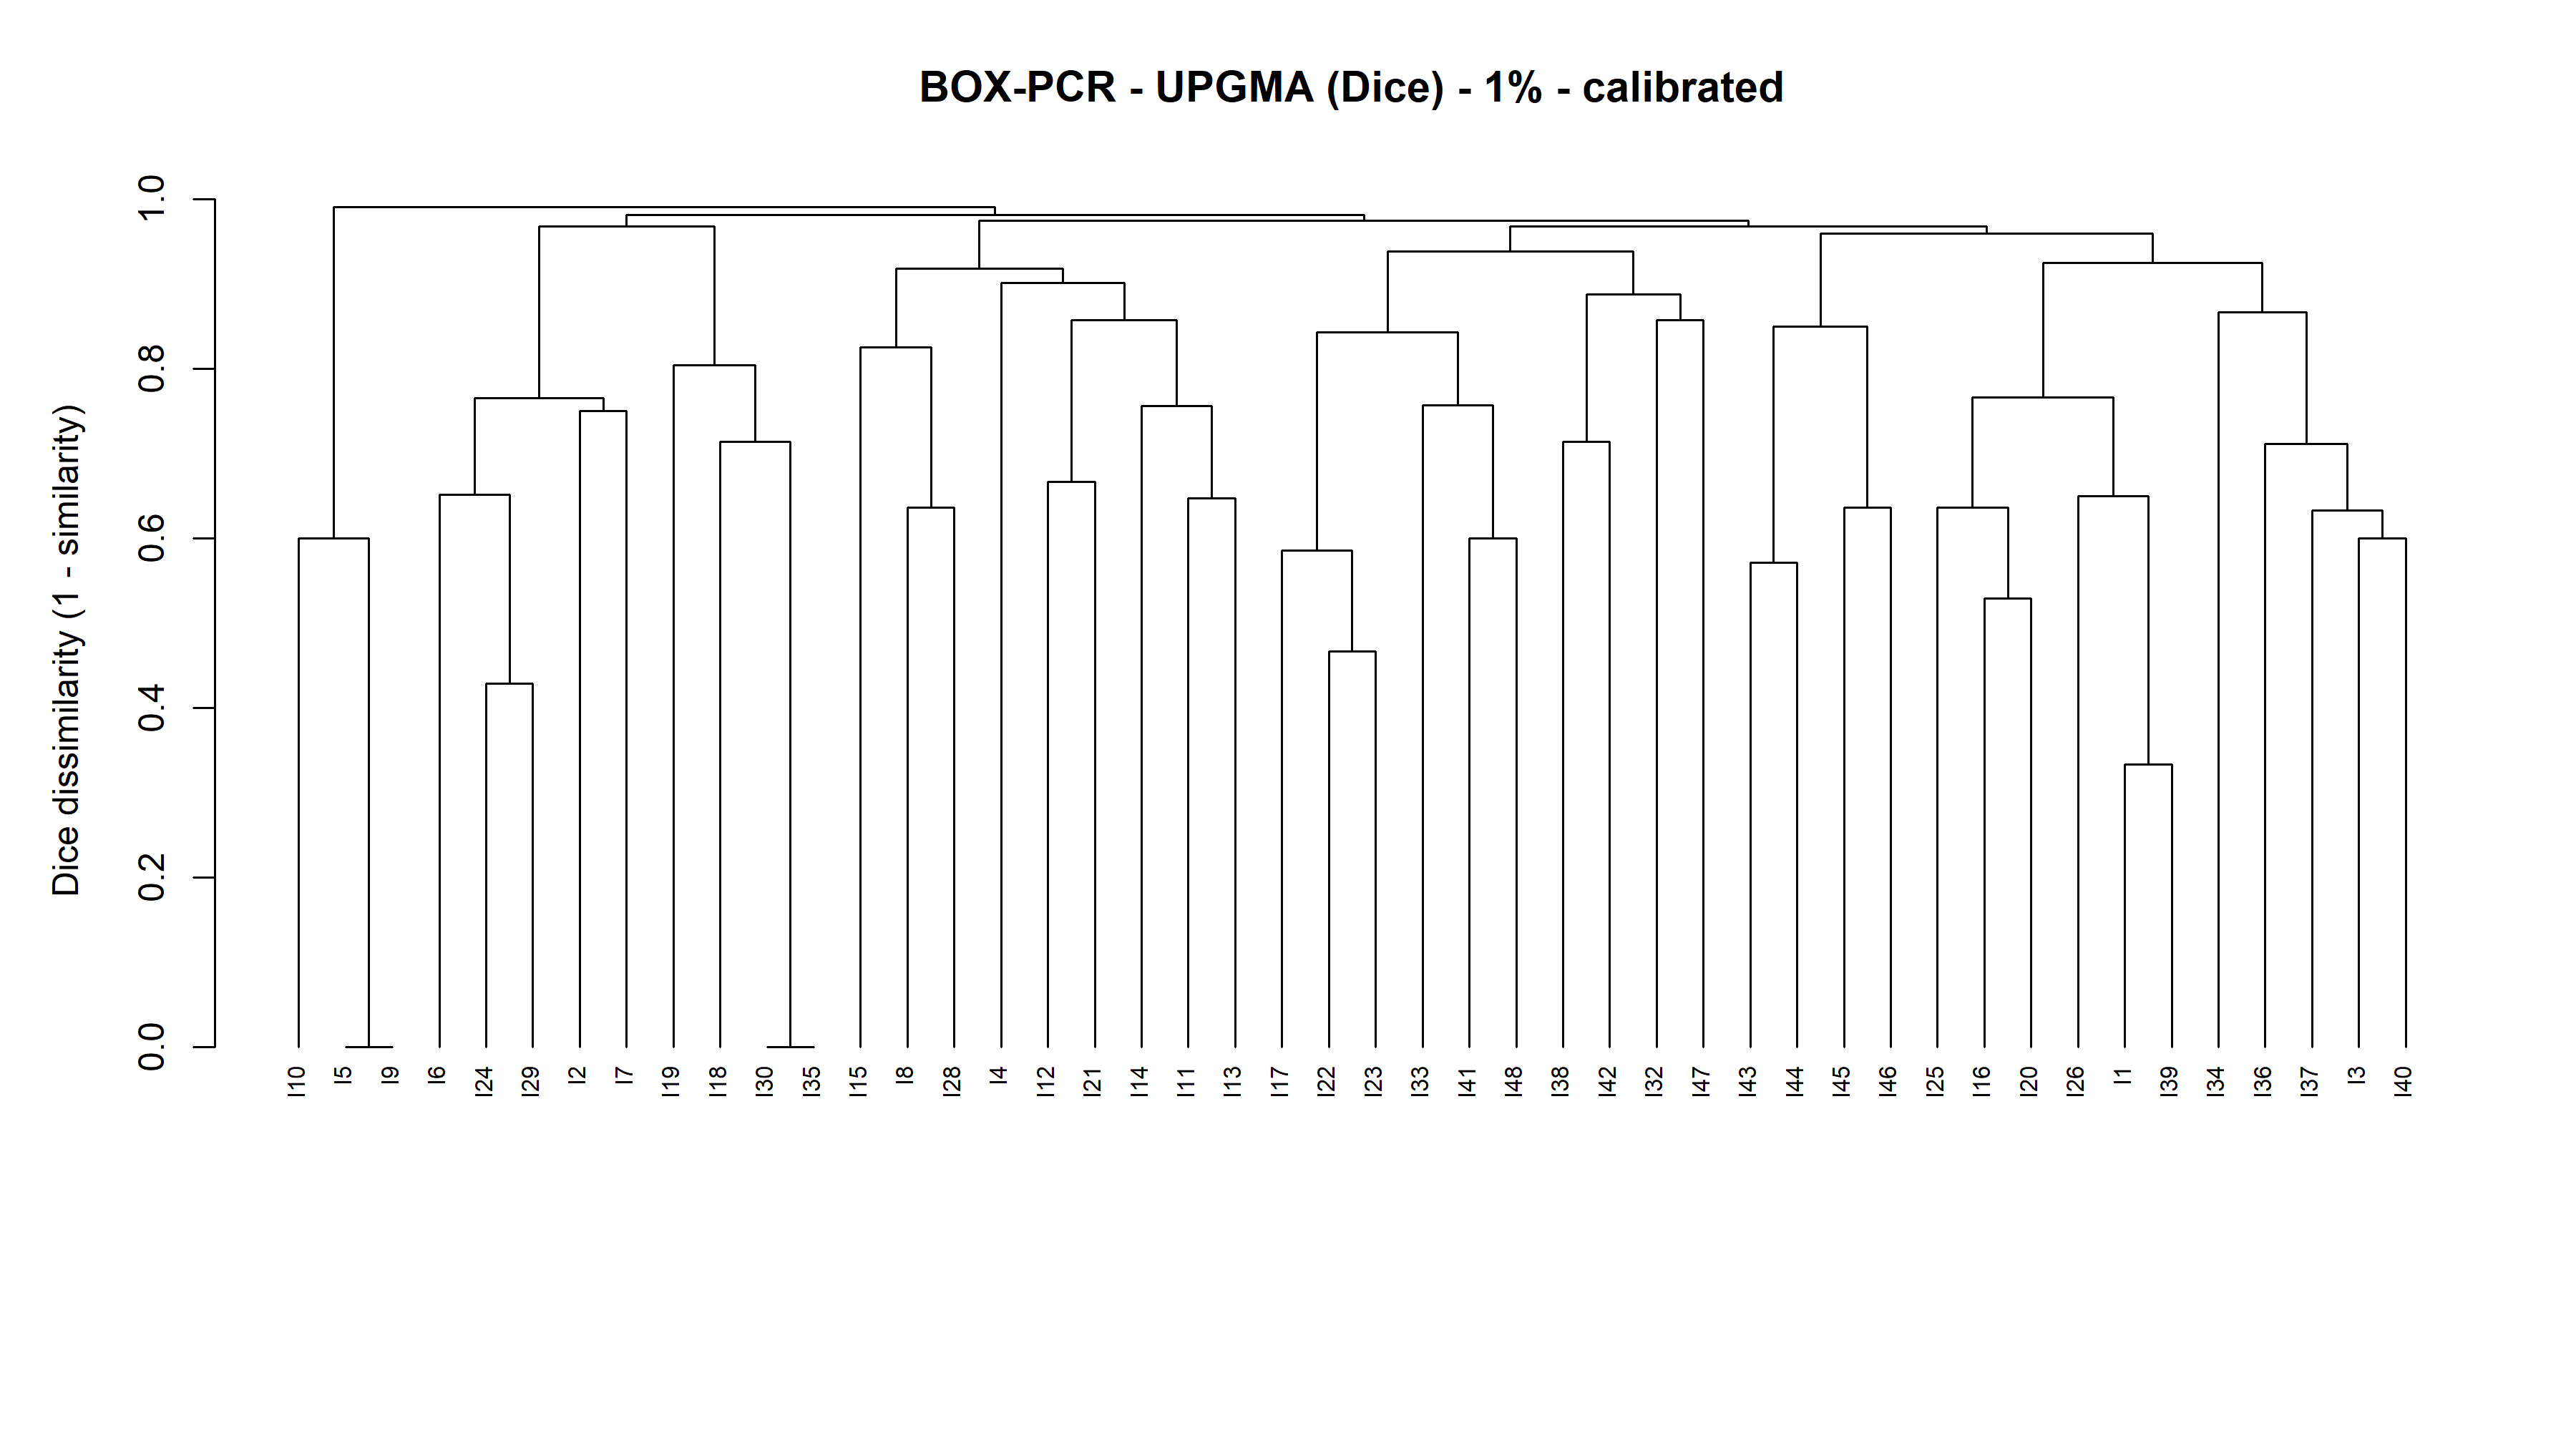 BOX-PCR - UPGMA (Dice) - 1% - calibrated
Dice dissimilarity (1 - similarity)
1.0
0.8
0.6
0.4
0.2
0.0
I10 I5 I9 I6 I24 I29 I2 I7 I19 I18 I30 I35 I15 I8 I28 I4 I12 I21 I14 I11 I13 I17 I22 I23 I33 I41 I48 I38 I42 I32 I47 I43 I44 I45 I46 I25 I16 I20 I26 I1 I39 I34 I36 I37 I3 I40